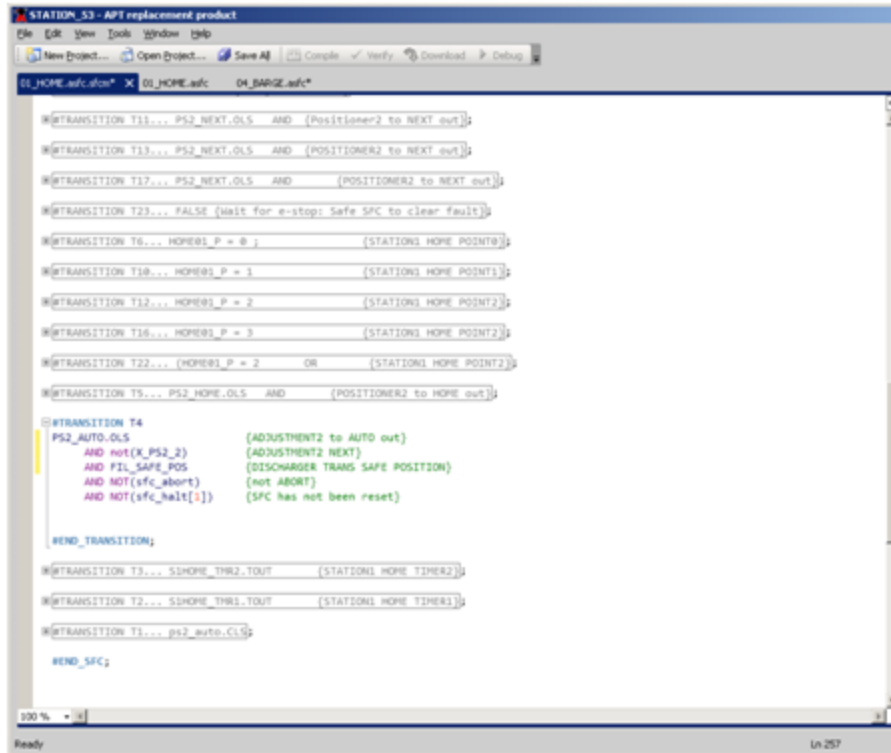 STATION_53 - APT replacement product
File Edit View Tools Window Help
New Project... Open Project... Save All Compile Verify Download Debug
01_HOME.asfc.sfcm* 01_HOME.asfc 04_BARGE.asfc*
#TRANSITION T11... PS2_NEXT.OLS AND {Positioner2 to NEXT out};
#TRANSITION T13... PS2_NEXT.OLS AND {POSITIONER2 to NEXT out};
#TRANSITION T17... PS2_NEXT.OLS AND {POSITIONER2 to NEXT out};
#TRANSITION T23... FALSE {Wait for e-stop: Safe SFC to clear fault};
#TRANSITION T6... HOME01_P = 0 ; {STATION1 HOME POINT0};
#TRANSITION T10... HOME01_P = 1 {STATION1 HOME POINT1};
#TRANSITION T12... HOME01_P = 2 {STATION1 HOME POINT2};
#TRANSITION T16... HOME01_P = 3 {STATION1 HOME POINT2};
#TRANSITION T22... (HOME01_P = 2 OR {STATION1 HOME POINT2};
#TRANSITION T5... PS2_HOME.OLS AND {POSITIONER2 to HOME out};
#TRANSITION T4
PS2_AUTO.OLS {ADJUSTMENT2 to AUTO out}
AND not(X_PS2_2) {ADJUSTMENT2 NEXT}
AND FIL_SAFE_POS {DISCHARGER TRANS SAFE POSITION}
AND NOT(sfc_abort) {not ABORT}
AND NOT(sfc_halt[1]) {SFC has not been reset}
#END_TRANSITION;
#TRANSITION T3... S1HOME_TMR2.TOUT {STATION1 HOME TIMER2};
#TRANSITION T2... S1HOME_TMR1.TOUT {STATION1 HOME TIMER1};
#TRANSITION T1... ps2_auto.CLS;
#END_SFC;
100 %
Ready Ln 257